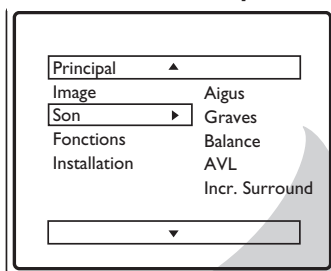 Principal ▲
Image
Son ▶
Fonctions
Installation
Aigus
Graves
Balance
AVL
Incr. Surround
▼